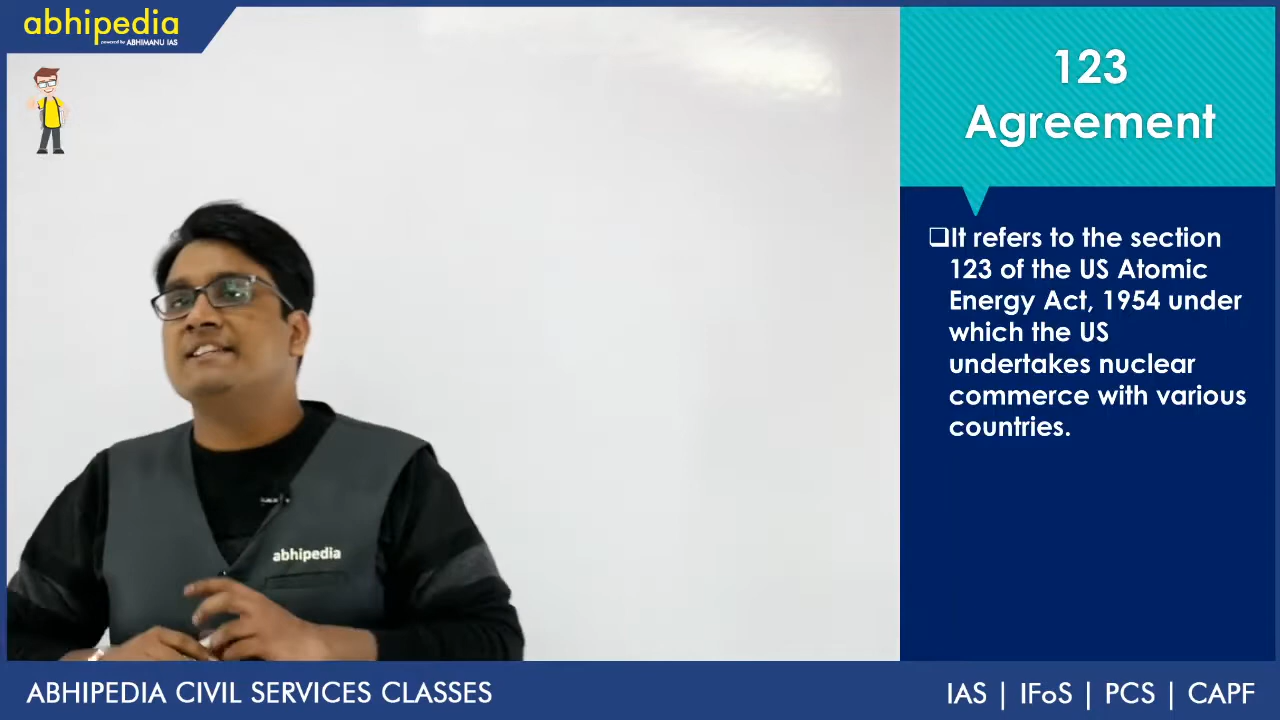 abhipedia
powered by ABHIMANU IAS
123
Agreement
❑It refers to the section
123 of the US Atomic
Energy Act, 1954 under
which the US
undertakes nuclear
commerce with various
countries.
abhipedia
ABHIPEDIA CIVIL SERVICES CLASSES
IAS | IFoS | PCS | CAPF